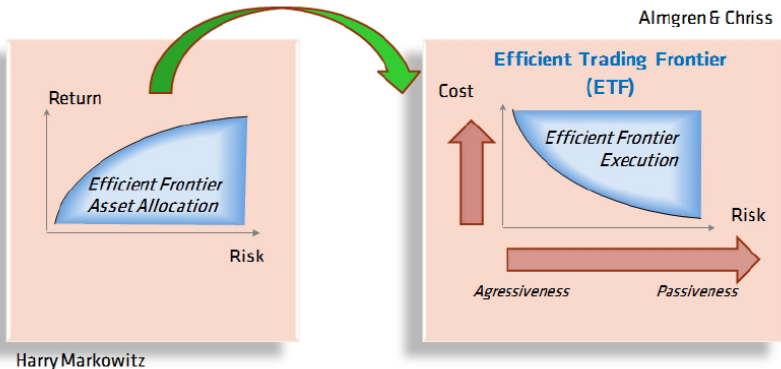 Almgren & Chriss
Return
Efficient Frontier
Asset Allocation
Risk
Harry Markowitz
Efficient Trading Frontier
(ETF)
Cost
Efficient Frontier
Execution
Risk
Agressiveness
Passiveness